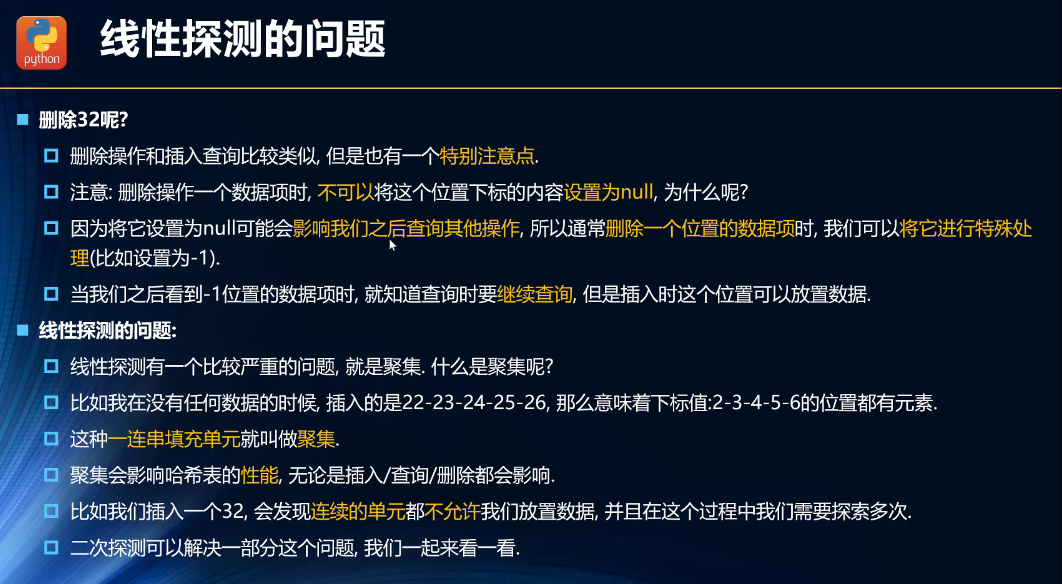 python
线性探测的问题
删除32呢?
删除操作和插入查询比较类似, 但是也有一个特别注意点.
注意: 删除操作一个数据项时, 不可以将这个位置下标的内容设置为null, 为什么呢?
因为将它设置为null可能会影响我们之后查询其他操作, 所以通常删除一个位置的数据项时, 我们可以将它进行特殊处
理(比如设置为-1).
当我们之后看到-1位置的数据项时, 就知道查询时要继续查询, 但是插入时这个位置可以放置数据.
线性探测的问题:
线性探测有一个比较严重的问题, 就是聚集. 什么是聚集呢?
比如我在没有任何数据的时候, 插入的是22-23-24-25-26, 那么意味着下标值:2-3-4-5-6的位置都有元素.
这种一连串填充单元就叫做聚集.
聚集会影响哈希表的性能, 无论是插入/查询/删除都会影响.
比如我们插入一个32, 会发现连续的单元都不允许我们放置数据, 并且在这个过程中我们需要探索多次.
二次探测可以解决一部分这个问题, 我们一起来看一看.